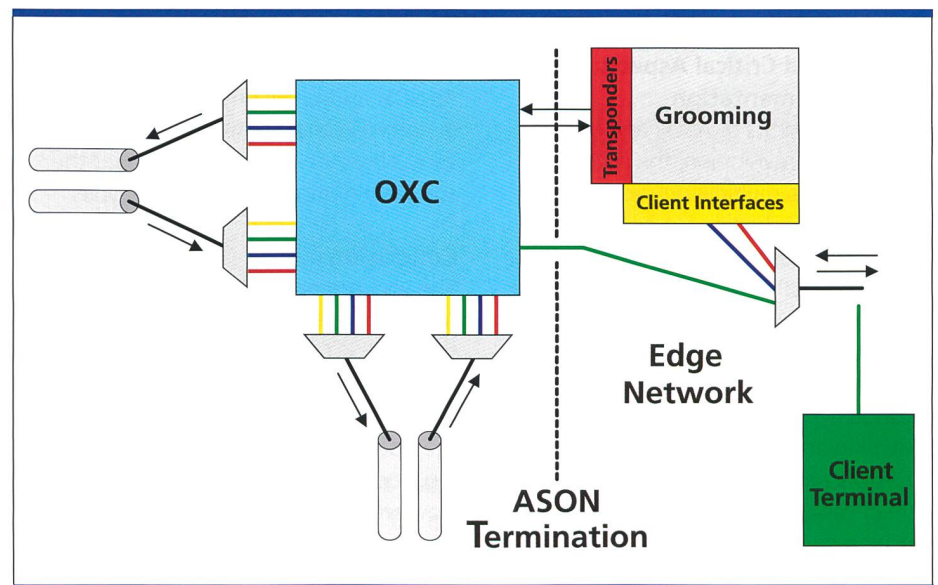 Transponders
Grooming
OXC
Client Interfaces
Edge
Network
Client
Terminal
ASON
Termination